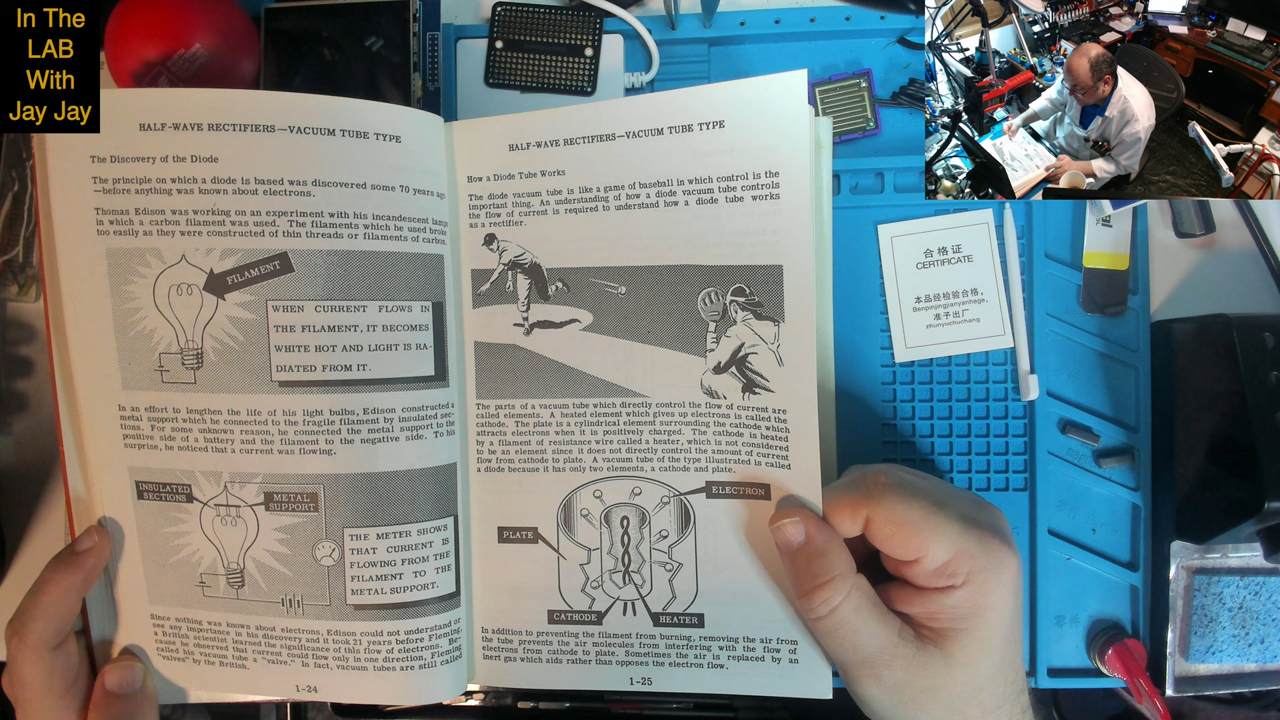 In The
LAB
With
Jay Jay
HALF-WAVE RECTIFIERS—VACUUM TUBE TYPE
The Discovery of the Diode
The principle on which a diode is based was discovered some 70 years ago
—before anything was known about electrons.
Thomas Edison was working on an experiment with his incandescent lamps
in which a carbon filament was used. The filaments which he used broke
too easily as they were constructed of thin threads or filaments of carbon.
FILAMENT
WHEN CURRENT FLOWS IN
THE FILAMENT, IT BECOMES
WHITE HOT AND LIGHT IS RA-
DIATED FROM IT.
In an effort to lengthen the life of his light bulbs, Edison constructed a
metal support which he connected to the fragile filament by insulated sec-
tions. For some unknown reason, he connected the metal support to the
positive side of a battery and the filament to the negative side. To his
surprise, he noticed that a current was flowing.
INSULATED
SECTIONS
METAL
SUPPORT
THE METER SHOWS
THAT CURRENT IS
FLOWING FROM THE
FILAMENT TO THE
METAL SUPPORT.
Since nothing was known about electrons, Edison could not understand or
see any importance in his discovery and it took 21 years before Fleming,
a British scientist learned the significance of this flow of electrons. Be-
cause he observed that current could flow only in one direction, Fleming
called his vacuum tube a "valve." In fact, vacuum tubes are still called
"valves" by the British.
1-24
HALF-WAVE RECTIFIERS—VACUUM TUBE TYPE
How a Diode Tube Works
The diode vacuum tube is like a game of baseball in which control is the
important thing. An understanding of how a diode vacuum tube controls
the flow of current is required to understand how a diode tube works
as a rectifier.
The parts of a vacuum tube which directly control the flow of current are
called elements. A heated element which gives up electrons is called the
cathode. The plate is a cylindrical element surrounding the cathode which
attracts electrons when it is positively charged. The cathode is heated
by a filament of resistance wire called a heater, which is not considered
to be an element since it does not directly control the amount of current
flow from cathode to plate. A vacuum tube of the type illustrated is called
a diode because it has only two elements, a cathode and plate.
ELECTRON
PLATE
CATHODE
HEATER
In addition to preventing the filament from burning, removing the air from
the tube prevents the air molecules from interfering with the flow of
electrons from cathode to plate. Sometimes the air is replaced by an
inert gas which aids rather than opposes the electron flow.
1-25
合格证
CERTIFICATE
本品经检验合格,
Benpinjingjianyanhege,
准予出厂
zhunyuchuchang